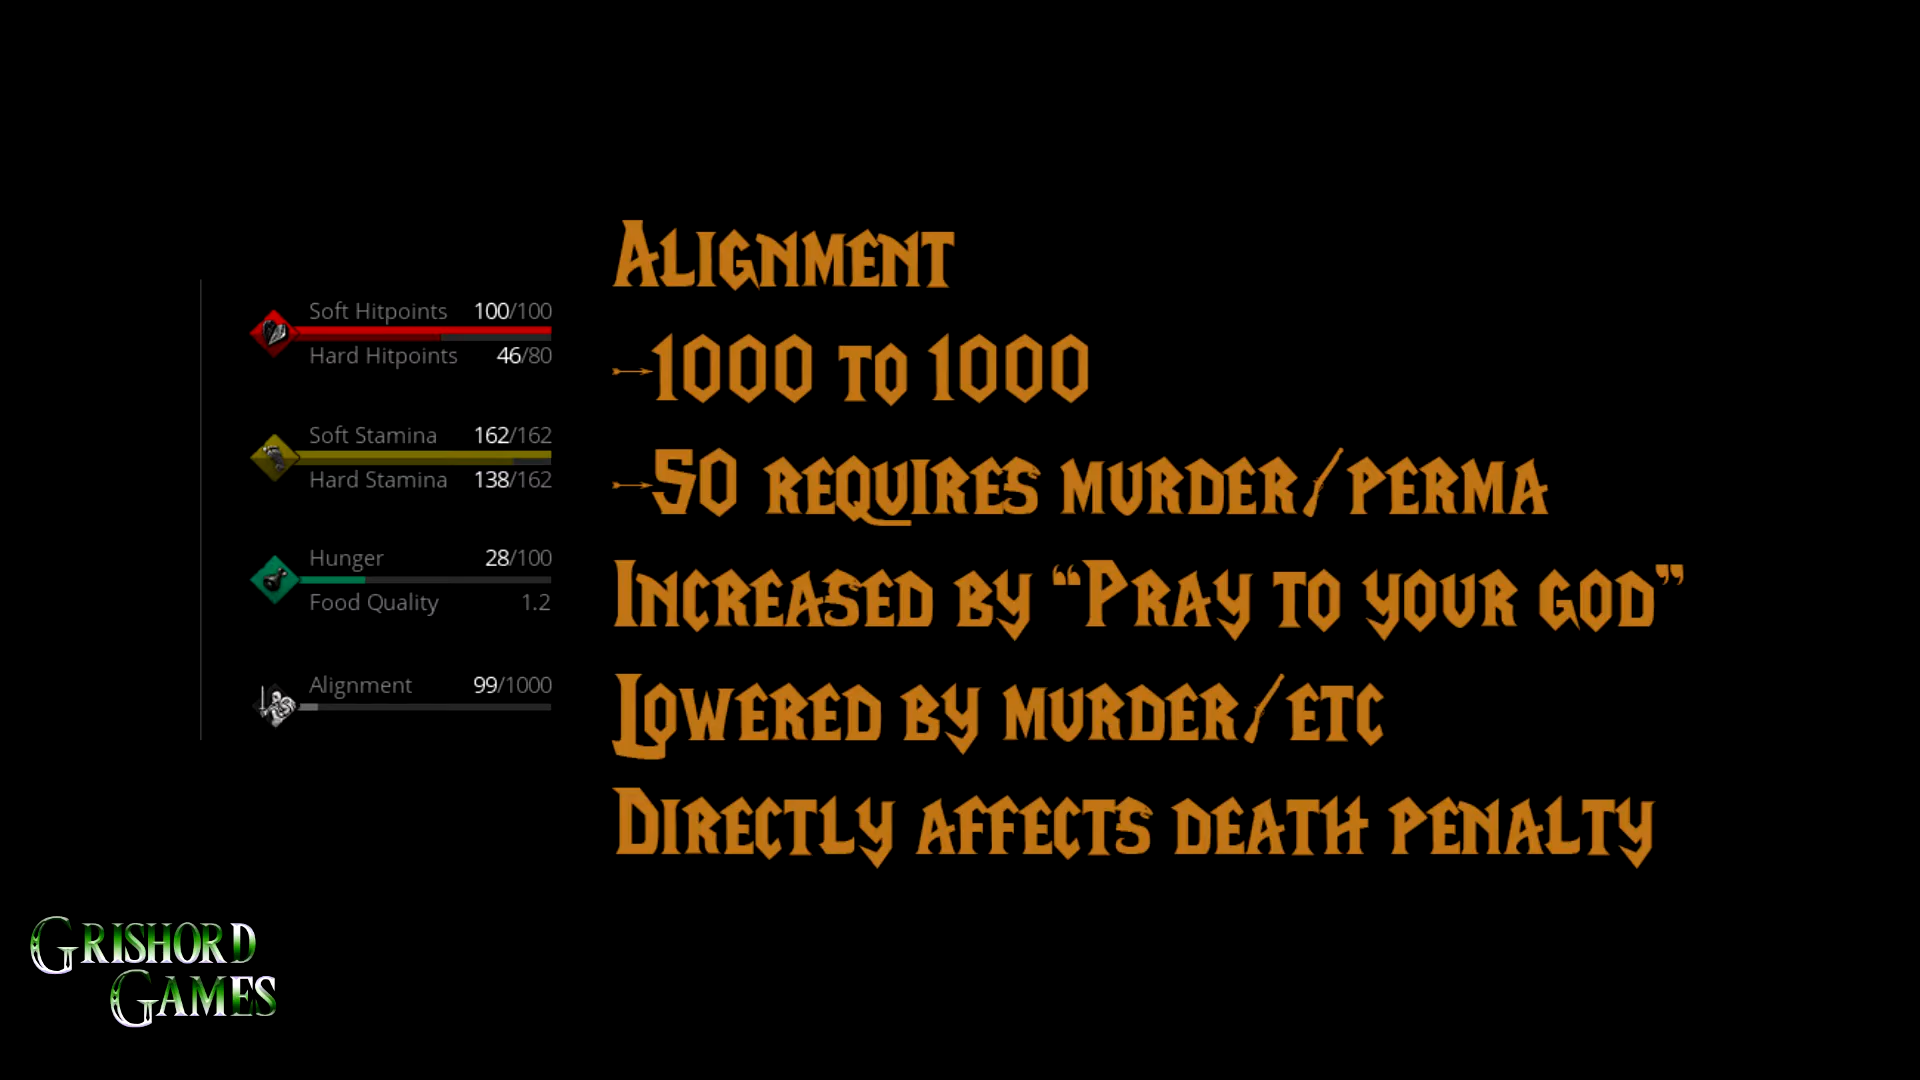 Soft Hitpoints 100/100
Hard Hitpoints 46/80
Soft Stamina 162/162
Hard Stamina 138/162
Hunger 28/100
Food Quality 1.2
Alignment 99/1000
Alignment
-1000 to 1000
-50 requires murder/perma
Increased by “Pray to your god”
Lowered by murder/etc
Directly affects death penalty
Grishord
Games